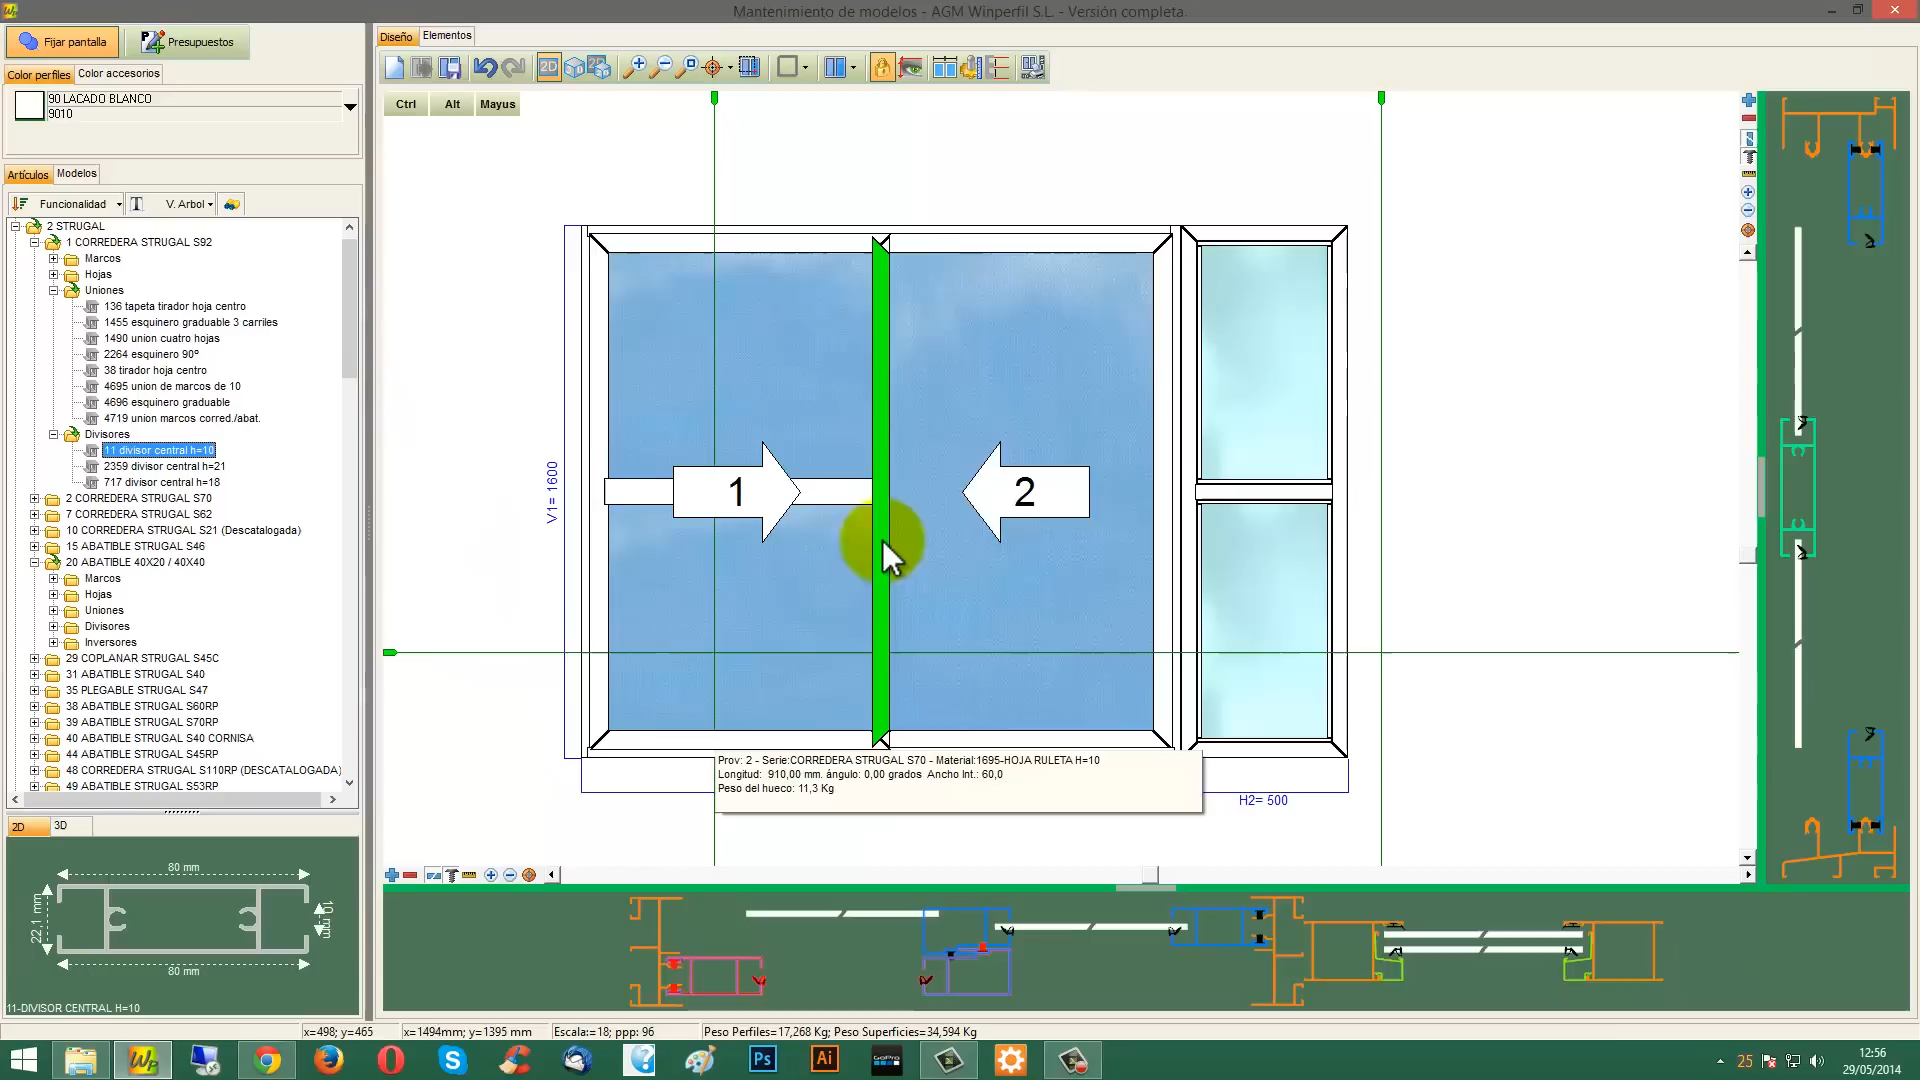 Mantenimiento de modelos - AGM Winperfil S.L. - Versión completa
Fijar pantalla
Presupuestos
Diseño
Elementos
Color perfiles
Color accesorios
90 LACADO BLANCO
9010
Ctrl
Alt
Mayus
Artículos
Modelos
Funcionalidad
V. Arbol
2 STRUGAL
1 CORREDERA STRUGAL S92
Marcos
Hojas
Uniones
136 tapeta tirador hoja centro
1455 esquinero graduable 3 carriles
1490 union cuatro hojas
2264 esquinero 90º
38 tirador hoja centro
4695 union de marcos de 10
4696 esquinero graduable
4719 union marcos corred./abat.
Divisores
11 divisor central h=10
2359 divisor central h=21
717 divisor central h=18
2 CORREDERA STRUGAL S70
7 CORREDERA STRUGAL S62
10 CORREDERA STRUGAL S21 (Descatalogada)
15 ABATIBLE STRUGAL S46
20 ABATIBLE 40X20 / 40X40
Marcos
Hojas
Uniones
Divisores
Inversores
29 COPLANAR STRUGAL S45C
31 ABATIBLE STRUGAL S40
35 PLEGABLE STRUGAL S47
38 ABATIBLE STRUGAL S60RP
39 ABATIBLE STRUGAL S70RP
40 ABATIBLE STRUGAL S40 CORNISA
44 ABATIBLE STRUGAL S45RP
48 CORREDERA STRUGAL S110RP (DESCATALOGADA)
49 ABATIBLE STRUGAL S53RP
2D
3D
80 mm
22,1 mm
10 mm
80 mm
11-DIVISOR CENTRAL H=10
2D
V1= 1600
1
2
Prov: 2 - Serie:CORREDERA STRUGAL S70 - Material:1695-HOJA RULETA H=10
Longitud: 910,00 mm. ángulo: 0,00 grados Ancho Int.: 60,0
Peso del hueco: 11,3 Kg
H2= 500
x=498; y=465
x=1494mm; y=1395 mm
Escala:=18; ppp: 96
Peso Perfiles=17,268 Kg; Peso Superficies=34,594 Kg
Wp
Ps
Ai
GoPro
25
12:56
29/05/2014